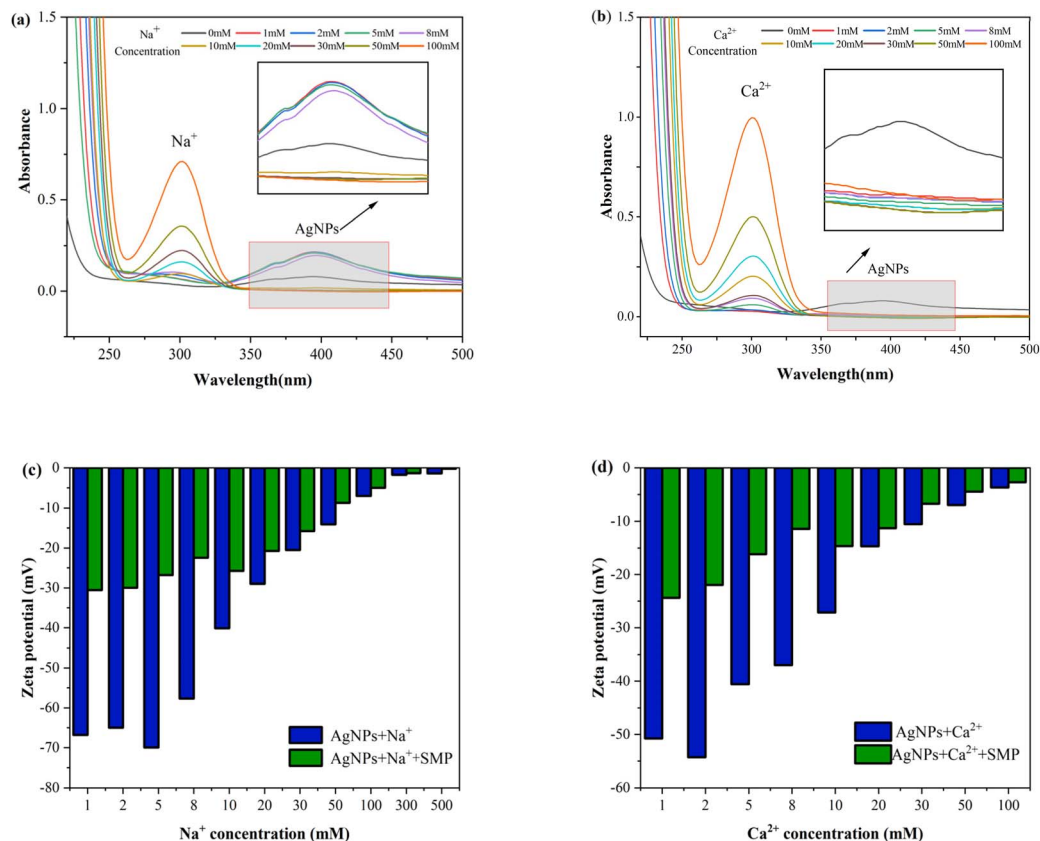 (a)
Na⁺
Concentration
0mM 1mM 2mM 5mM 8mM
10mM 20mM 30mM 50mM 100mM
1.5
1.0
0.5
0.0
Absorbance
Na⁺
AgNPs
250 300 350 400 450 500
Wavelength(nm)
(b)
Ca²⁺
Concentration
0mM 1mM 2mM 5mM 8mM
10mM 20mM 30mM 50mM 100mM
1.5
1.0
0.5
0.0
Absorbance
Ca²⁺
AgNPs
250 300 350 400 450 500
Wavelength(nm)
(c)
0
-10
-20
-30
-40
-50
-60
-70
-80
Zeta potential (mV)
AgNPs+Na⁺
AgNPs+Na⁺+SMP
1 2 5 8 10 20 30 50 100 300 500
Na⁺ concentration (mM)
(d)
0
-10
-20
-30
-40
-50
-60
Zeta potential (mV)
AgNPs+Ca²⁺
AgNPs+Ca²⁺+SMP
1 2 5 8 10 20 30 50 100
Ca²⁺ concentration (mM)